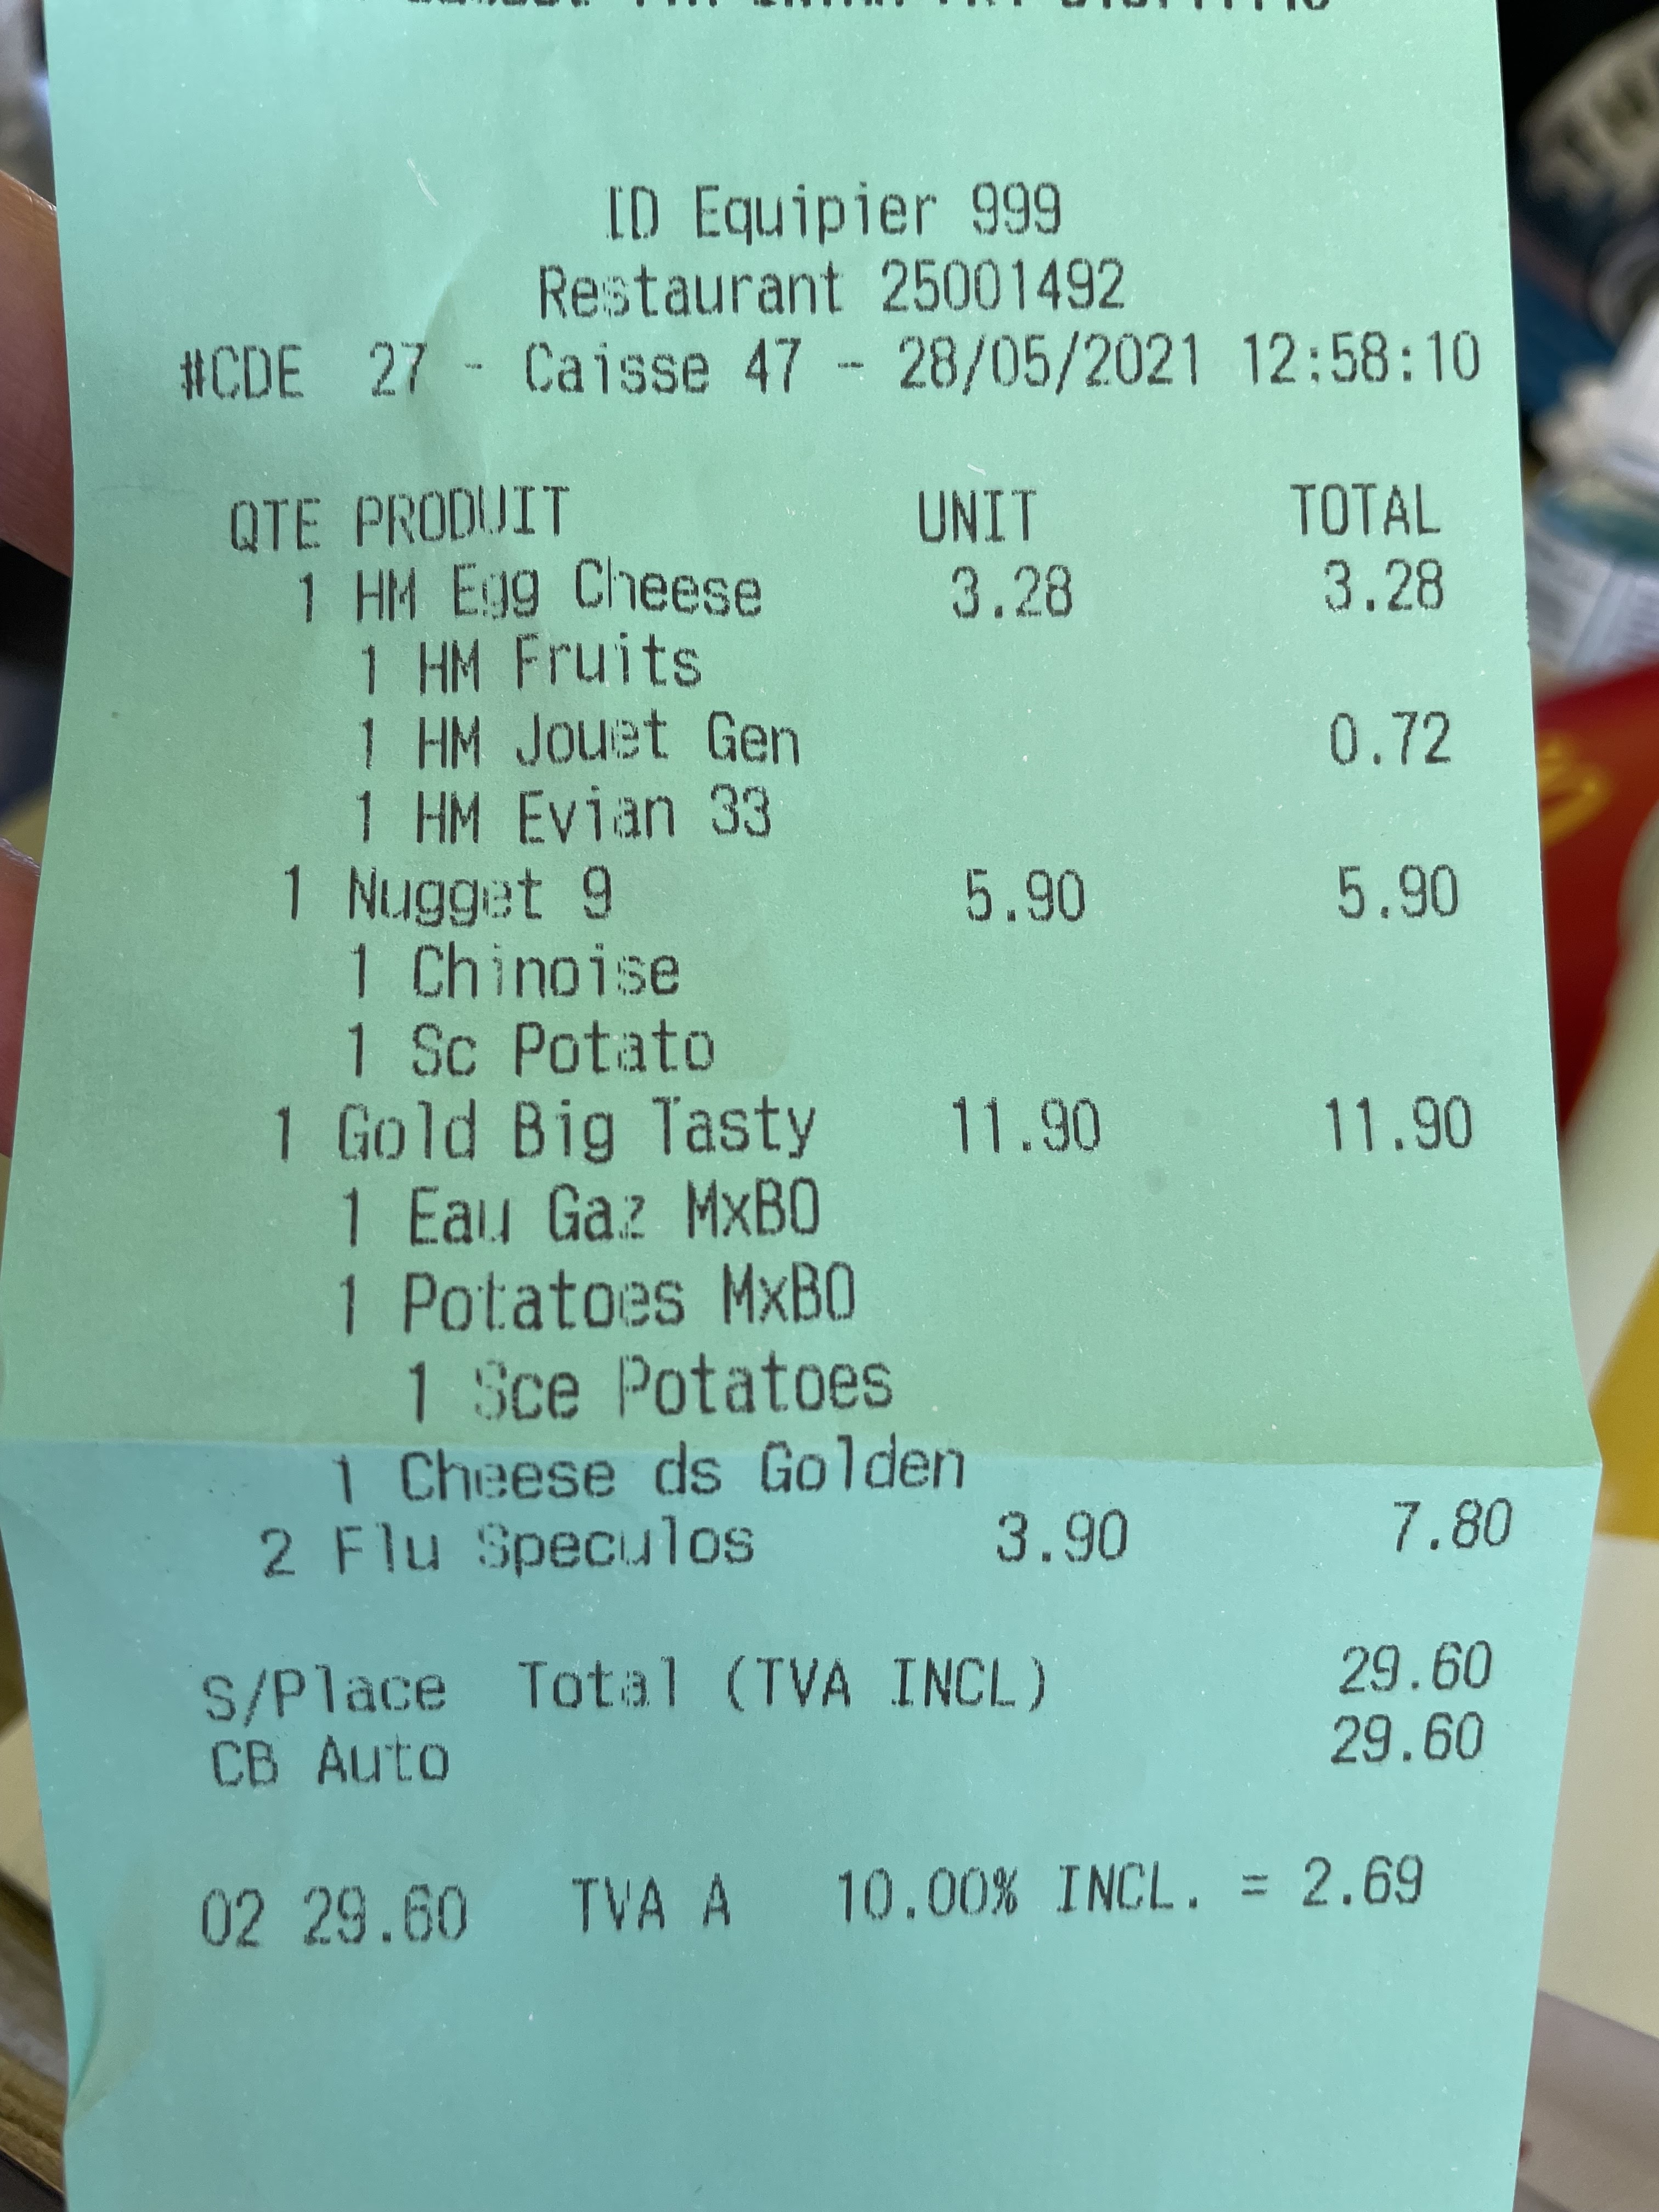 ID Equipier 999
Restaurant 25001492
#CDE 27 - Caisse 47 - 28/05/2021 12:58:10
QTE PRODUIT UNIT TOTAL
1 HM Egg Cheese 3.28 3.28
1 HM Fruits
1 HM Jouet Gen 0.72
1 HM Evian 33
1 Nugget 9 5.90 5.90
1 Chinoise
1 Sc Potato
1 Gold Big Tasty 11.90 11.90
1 Eau Gaz MxBO
1 Potatoes MxBO
1 Sce Potatoes
1 Cheese ds Golden
2 Flu Speculos 3.90 7.80
S/Place Total (TVA INCL) 29.60
CB Auto 29.60
02 29.60 TVA A 10.00% INCL. = 2.69